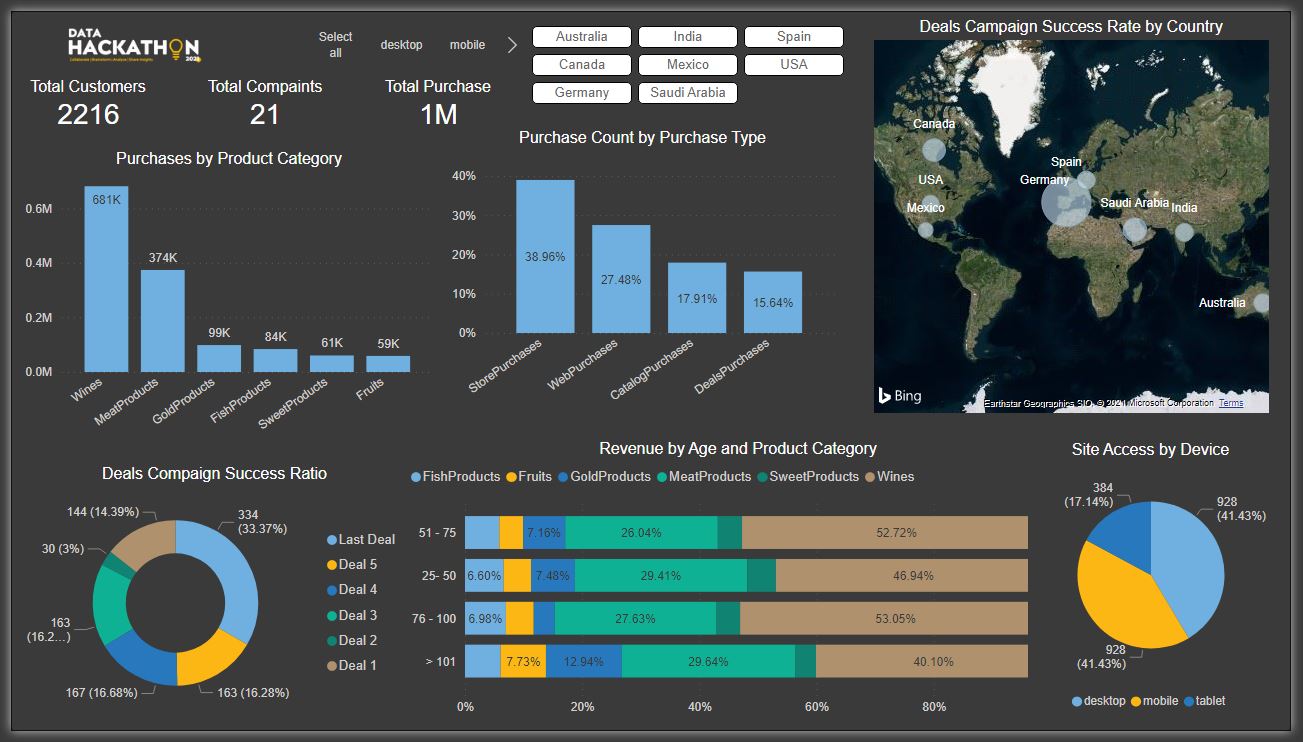 DATA
HACKATHON
2021
Select
all
desktop
mobile
Australia
India
Spain
Canada
Mexico
USA
Germany
Saudi Arabia
Total Customers
2216
Total Compaints
21
Total Purchase
1M
Purchases by Product Category
0.6M
0.4M
0.2M
0.0M
681K
374K
99K
84K
61K
59K
Wines
MeatProducts
GoldProducts
FishProducts
SweetProducts
Fruits
Purchase Count by Purchase Type
40%
30%
20%
10%
0%
38.96%
27.48%
17.91%
15.64%
StorePurchases
WebPurchases
CatalogPurchases
DealsPurchases
Deals Campaign Success Rate by Country
Canada
Spain
USA
Germany
Mexico
Saudi Arabia
India
Australia
Bing
Earthstar Geographics SIO, © 2021 Microsoft Corporation Terms
Deals Compaign Success Ratio
144 (14.39%)
334
(33.37%)
30 (3%)
163
(16.2...)
167 (16.68%)
163 (16.28%)
Last Deal
Deal 5
Deal 4
Deal 3
Deal 2
Deal 1
Revenue by Age and Product Category
FishProducts Fruits GoldProducts MeatProducts SweetProducts Wines
51 - 75 7.16% 26.04% 52.72%
25- 50 6.60% 7.48% 29.41% 46.94%
76 - 100 6.98% 27.63% 53.05%
> 101 7.73% 12.94% 29.64% 40.10%
0% 20% 40% 60% 80%
Site Access by Device
384
(17.14%)
928
(41.43%)
928
(41.43%)
desktop mobile tablet